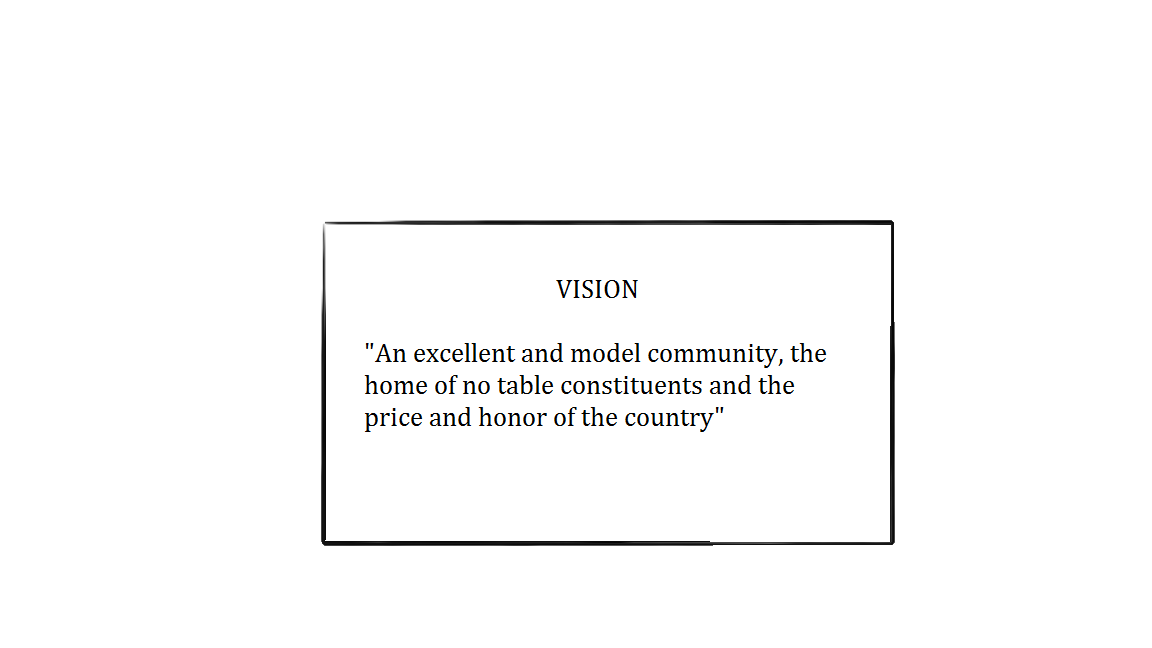 VISION
"An excellent and model community, the
home of no table constituents and the
price and honor of the country"